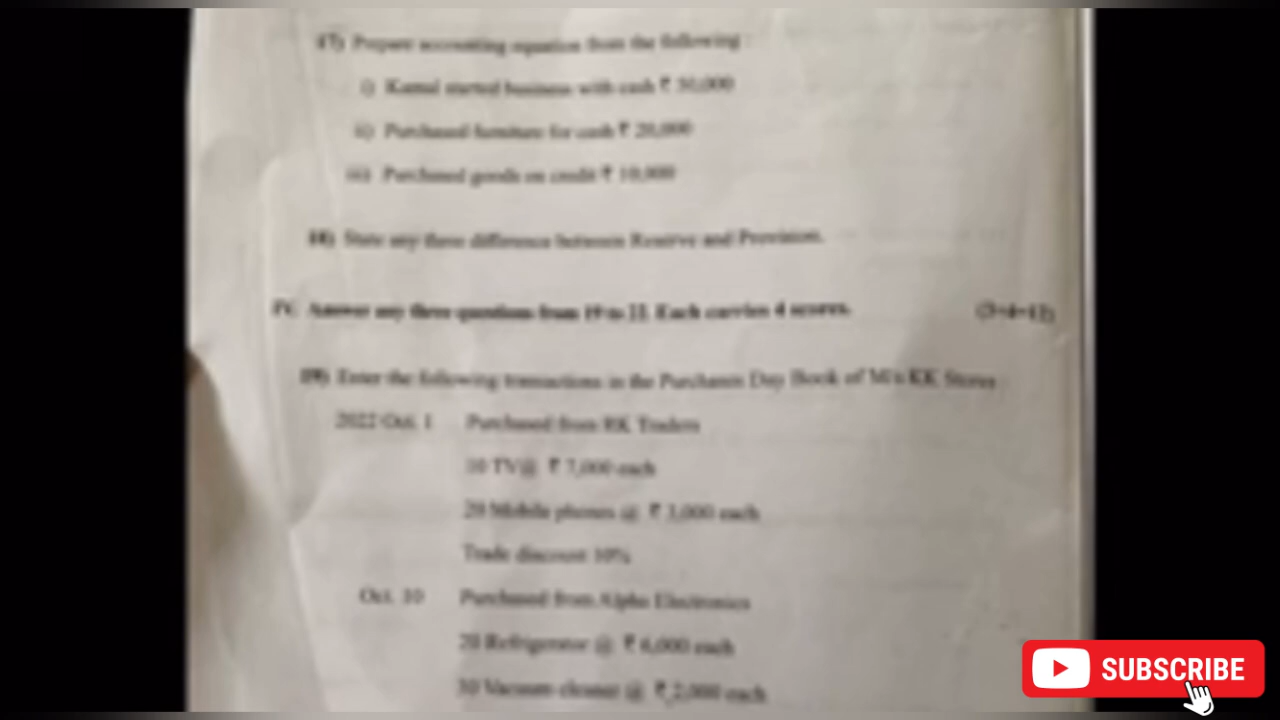 17) Prepare accounting equation from the following :
i) Kamal started business with cash ₹ 50,000
ii) Purchased furniture for cash ₹ 20,000
iii) Purchased goods on credit ₹ 10,000
18) State any three difference between Reserve and Provision.
IV. Answer any three questions from 19 to Each carries 4 scores. (3×4=12)
19) Enter the following transactions in the Purchases Day Book of M/s KK Stores :
2022 Oct. 1 Purchased from RK Traders
10 TV@ ₹ 7,000 each
20 Mobile phones @ ₹ each
Trade discount 10%
Oct. 10 Purchased from Alpha Electronics
20 Refrigerator @ ₹ 6,000 each
Vacuum cleaner @ ₹ 2,000 each
SUBSCRIBE